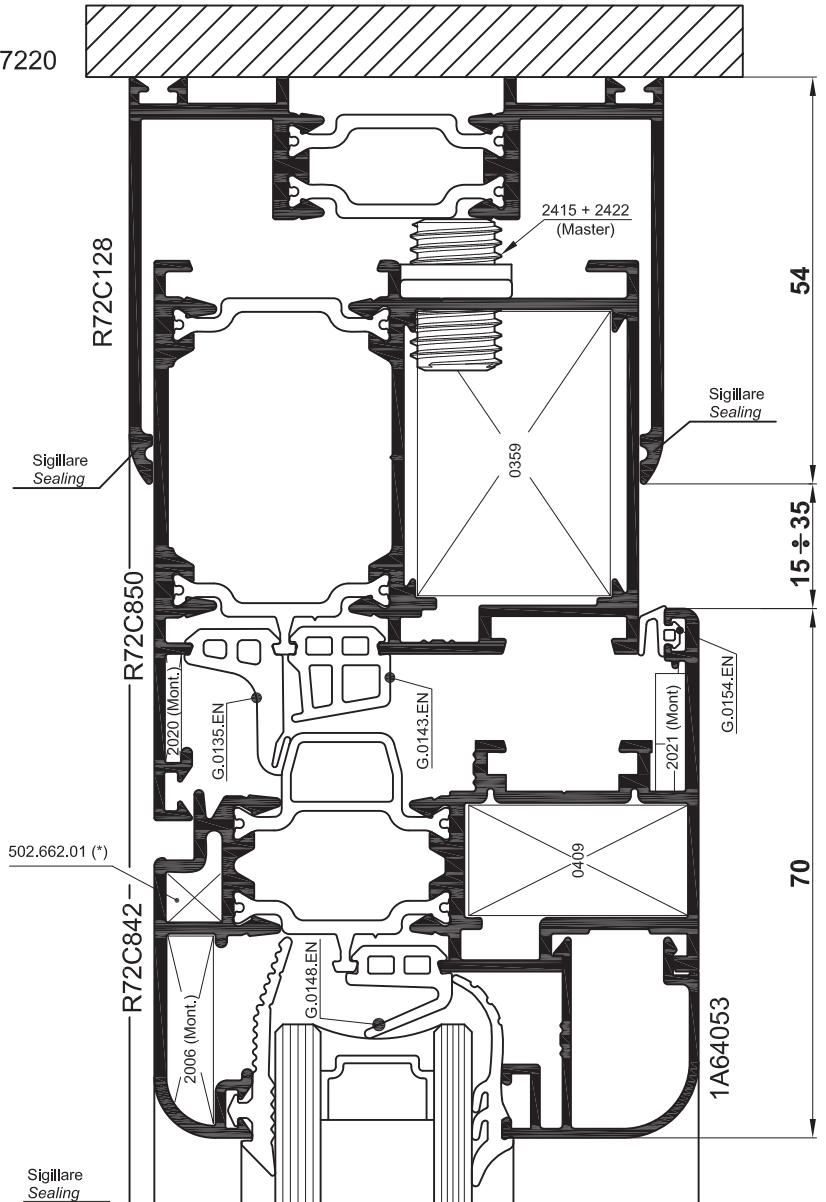 7220
2415 + 2422
(Master)
R72C128
54
Sigillare
Sealing
Sigillare
Sealing
0359
15 ÷ 35
R72C850
2020 (Mont.)
G.0135.EN
G.0143.EN
2021 (Mont)
G.0154.EN
502.662.01 (*)
0409
70
R72C842
2006 (Mont.)
G.0148.EN
1A64053
Sigillare
Sealing